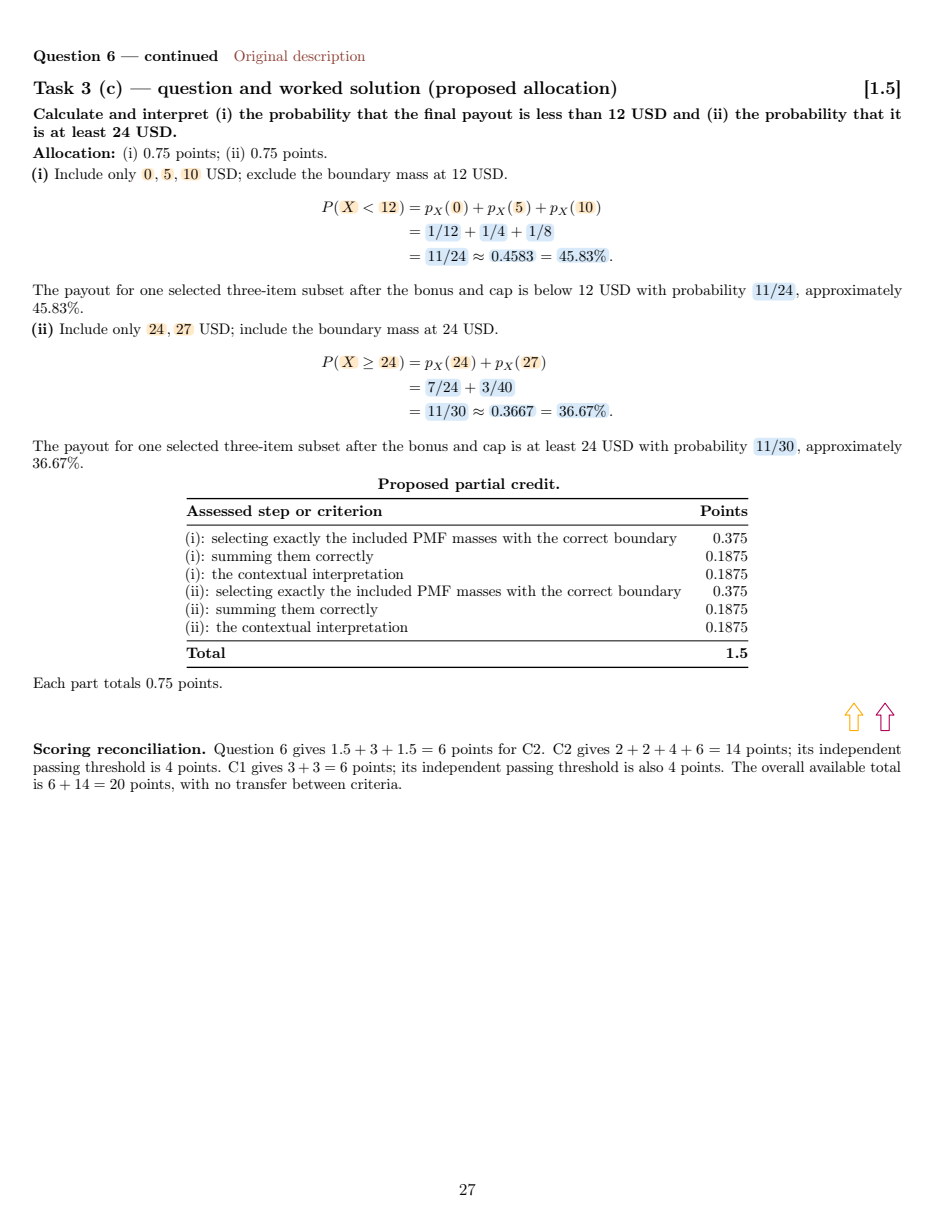 Question 6 — continued Original description
Task 3 (c) — question and worked solution (proposed allocation) [1.5]
Calculate and interpret (i) the probability that the final payout is less than 12 USD and (ii) the probability that it
is at least 24 USD.
Allocation: (i) 0.75 points; (ii) 0.75 points.
(i) Include only 0, 5, 10 USD; exclude the boundary mass at 12 USD.
P(X < 12) = pX(0) + pX(5) + pX(10)
= 1/12 + 1/4 + 1/8
= 11/24 ≈ 0.4583 = 45.83%.
The payout for one selected three-item subset after the bonus and cap is below 12 USD with probability 11/24, approximately
45.83%.
(ii) Include only 24, 27 USD; include the boundary mass at 24 USD.
P(X ≥ 24) = pX(24) + pX(27)
= 7/24 + 3/40
= 11/30 ≈ 0.3667 = 36.67%.
The payout for one selected three-item subset after the bonus and cap is at least 24 USD with probability 11/30, approximately
36.67%.
Proposed partial credit.
Assessed step or criterion Points
(i): selecting exactly the included PMF masses with the correct boundary 0.375
(i): summing them correctly 0.1875
(i): the contextual interpretation 0.1875
(ii): selecting exactly the included PMF masses with the correct boundary 0.375
(ii): summing them correctly 0.1875
(ii): the contextual interpretation 0.1875
Total 1.5
Each part totals 0.75 points.
Scoring reconciliation. Question 6 gives 1.5 + 3 + 1.5 = 6 points for C2. C2 gives 2 + 2 + 4 + 6 = 14 points; its independent
passing threshold is 4 points. C1 gives 3 + 3 = 6 points; its independent passing threshold is also 4 points. The overall available total
is 6 + 14 = 20 points, with no transfer between criteria.
27